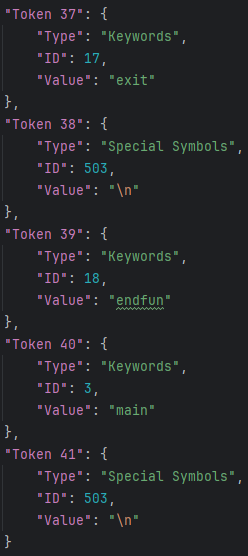 "Token 37": {
"Type": "Keywords",
"ID": 17,
"Value": "exit"
},
"Token 38": {
"Type": "Special Symbols",
"ID": 503,
"Value": "\n"
},
"Token 39": {
"Type": "Keywords",
"ID": 18,
"Value": "endfun"
},
"Token 40": {
"Type": "Keywords",
"ID": 3,
"Value": "main"
},
"Token 41": {
"Type": "Special Symbols",
"ID": 503,
"Value": "\n"
}